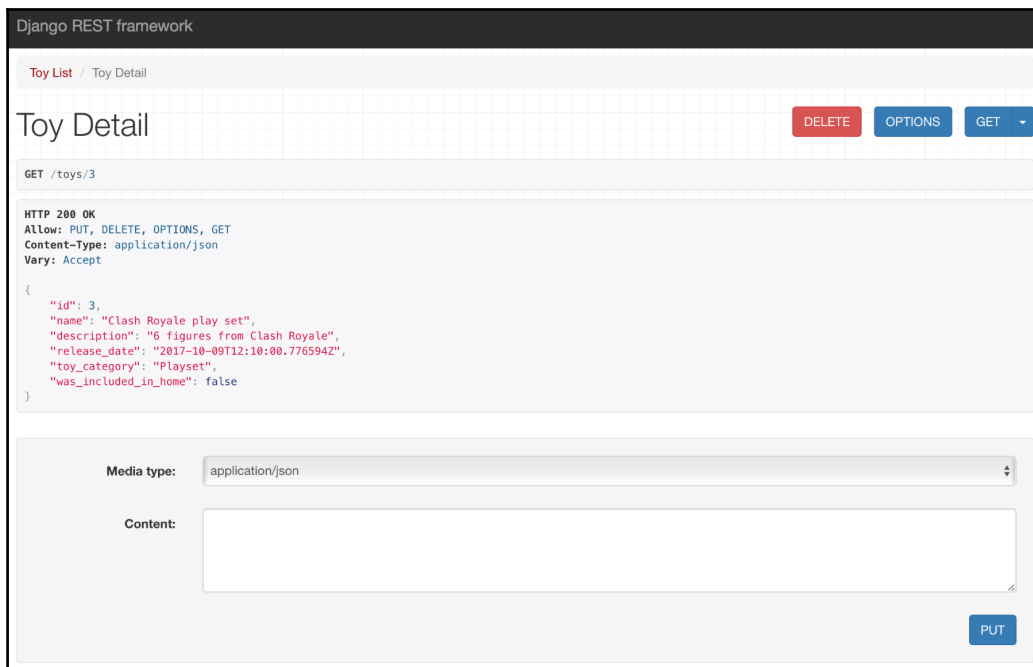 Django REST framework
Toy List / Toy Detail
Toy Detail
DELETE OPTIONS GET
GET /toys/3
HTTP 200 OK
Allow: PUT, DELETE, OPTIONS, GET
Content-Type: application/json
Vary: Accept
{
    "id": 3,
    "name": "Clash Royale play set",
    "description": "6 figures from Clash Royale",
    "release_date": "2017-10-09T12:10:00.776594Z",
    "toy_category": "Playset",
    "was_included_in_home": false
}
Media type: application/json
Content:
PUT